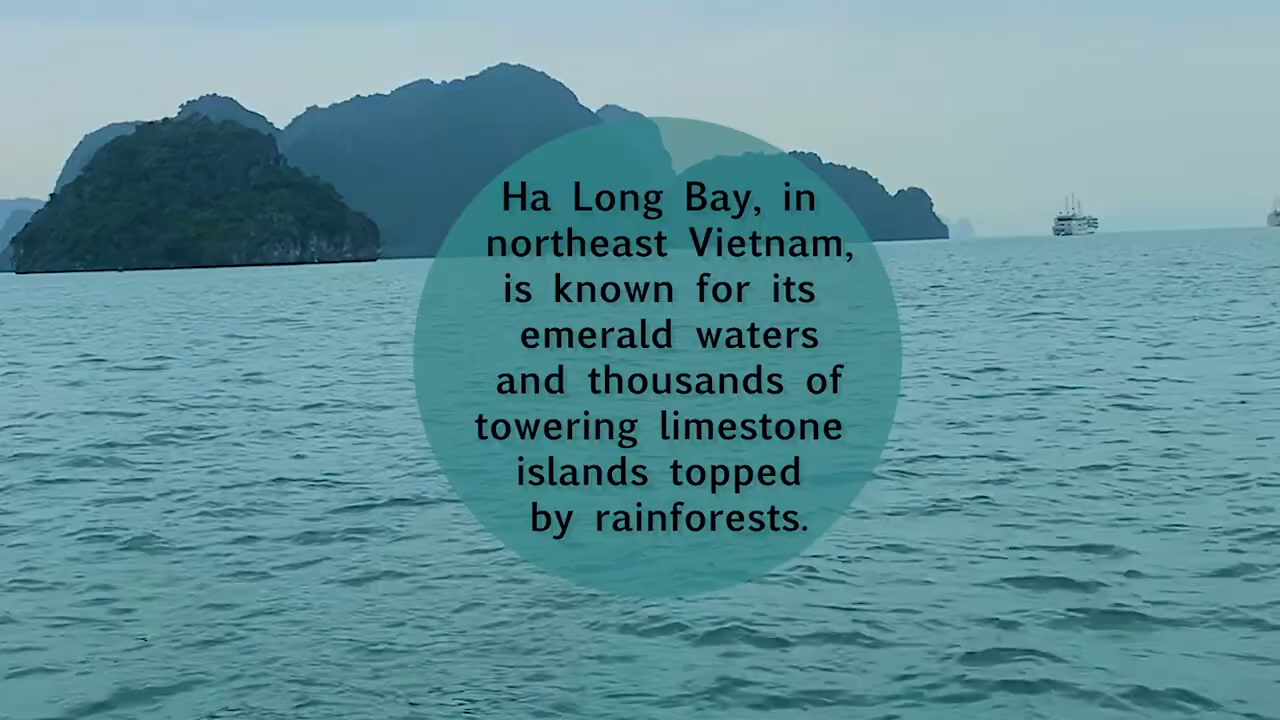 Ha Long Bay, in
northeast Vietnam,
is known for its
emerald waters
and thousands of
towering limestone
islands topped
by rainforests.